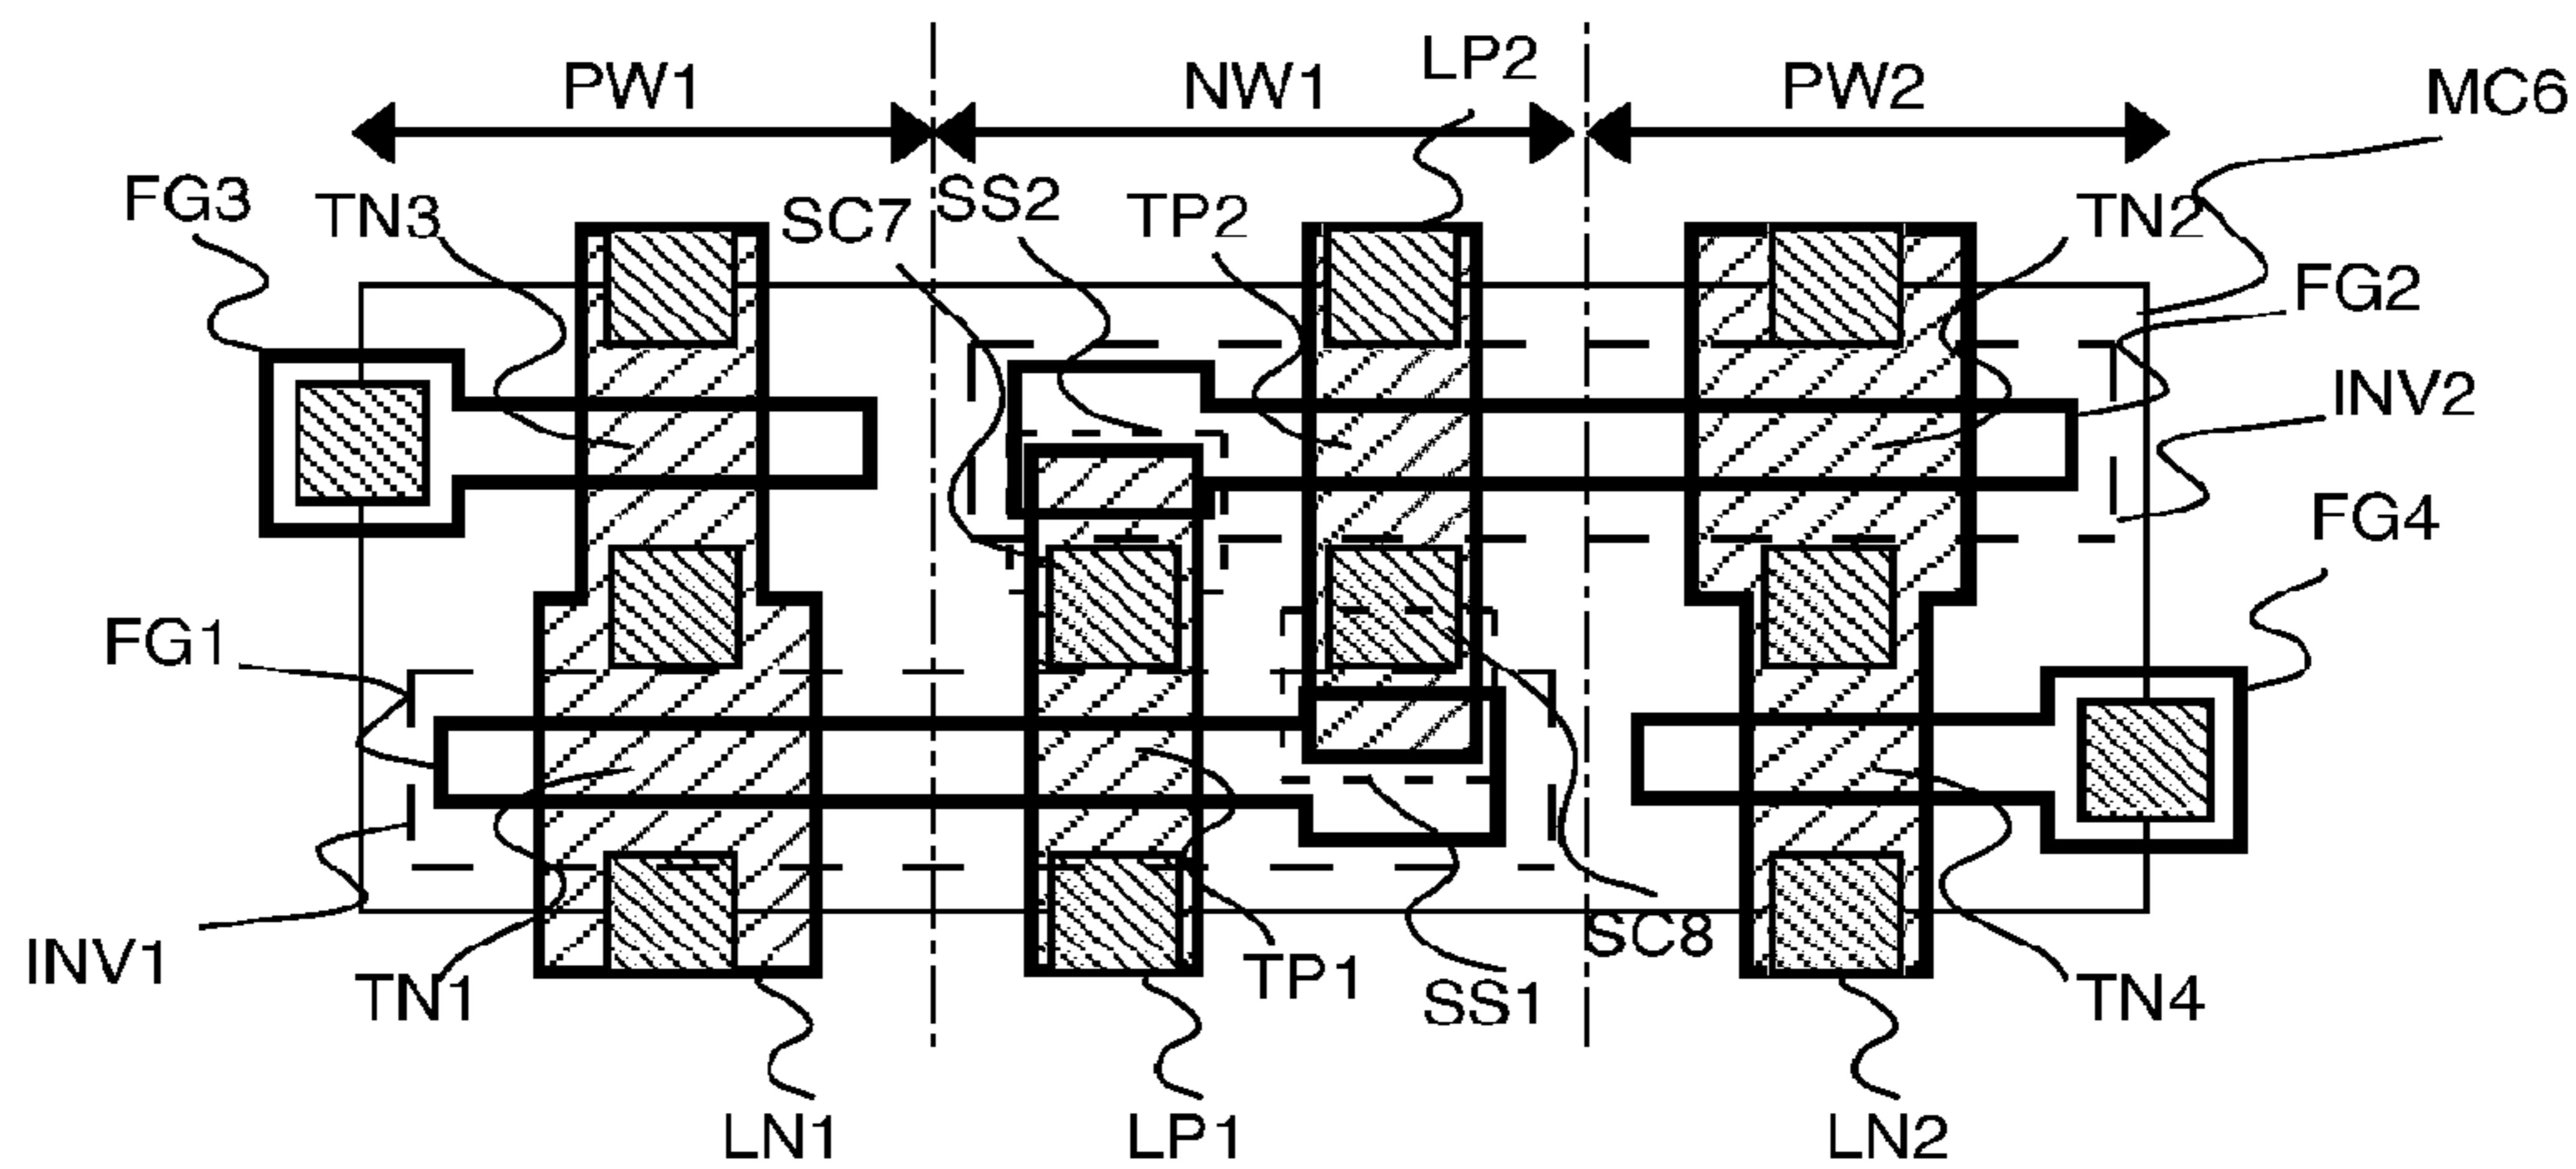 PW1 NW1 LP2 PW2 MC6
FG3 TN3 SC7 SS2 TP2 TN2
FG2
INV2
FG4
FG1
INV1 TN1 TP1 SS1 SC8 TN4
LN1 LP1 LN2